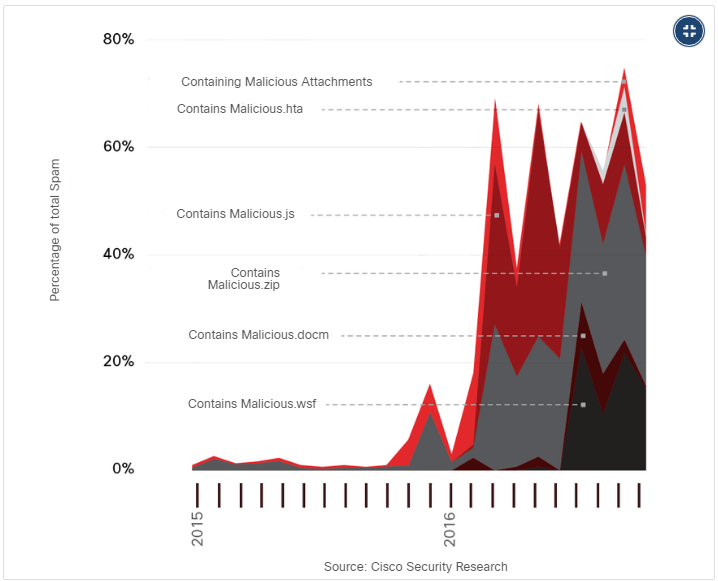 80%
Containing Malicious Attachments
Contains Malicious.hta
60%
Contains Malicious.js
40%
Contains
Malicious.zip
Contains Malicious.docm
20%
Contains Malicious.wsf
0%
Percentage of total Spam
2015
2016
Source: Cisco Security Research